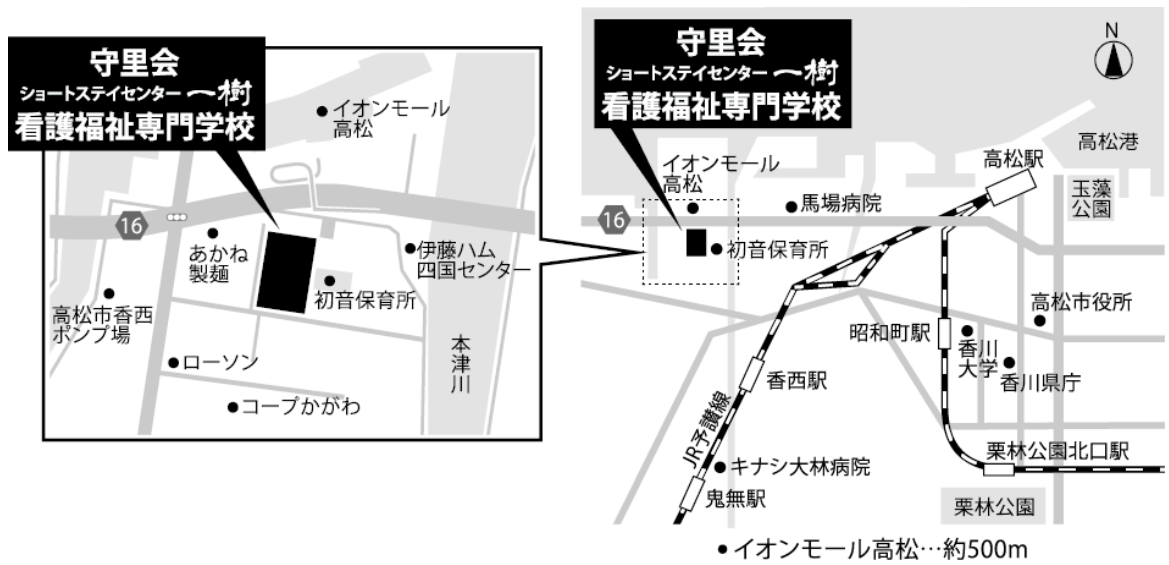 守里会
ショートステイセンター 一樹
看護福祉専門学校
イオンモール
高松
16
あかね
製麺
伊藤ハム
四国センター
初音保育所
高松市香西
ポンプ場
本津川
ローソン
コープかがわ
守里会
ショートステイセンター 一樹
看護福祉専門学校
N
高松港
高松駅
イオンモール
高松
玉藻
公園
馬場病院
16
初音保育所
高松市役所
昭和町駅
香川
大学
香川県庁
香西駅
JR予讃線
栗林公園北口駅
キナシ大林病院
鬼無駅
栗林公園
●イオンモール高松…約500m